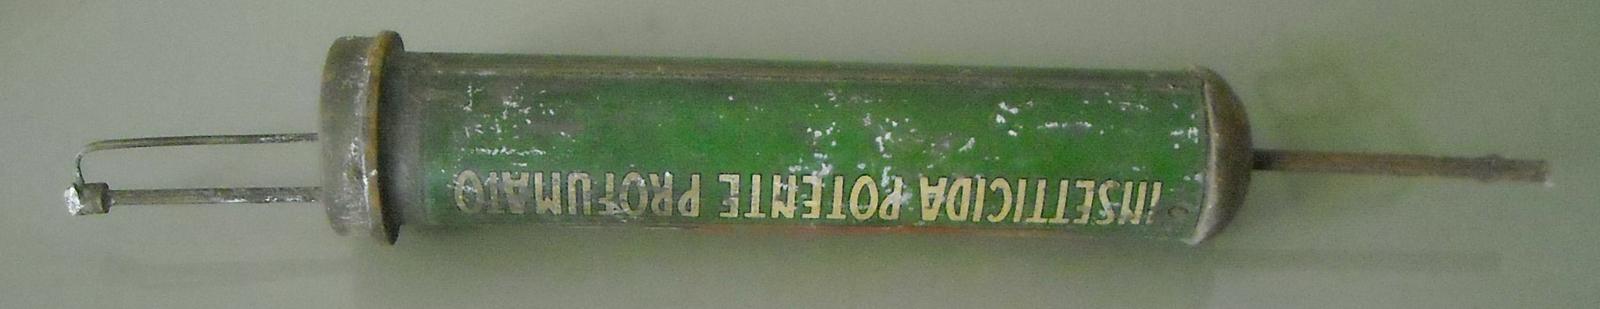 INSETTICIDA POTENTE PROFUMATO